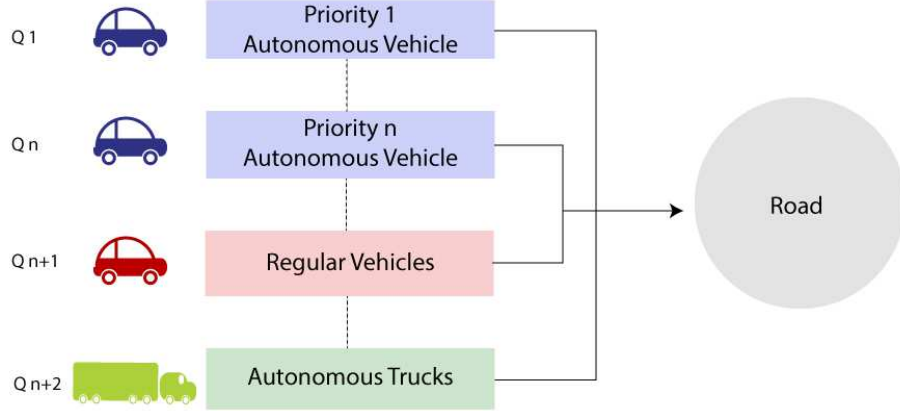 Q 1
Priority 1
Autonomous Vehicle
Q n
Priority n
Autonomous Vehicle
Q n+1
Regular Vehicles
Q n+2
Autonomous Trucks
Road